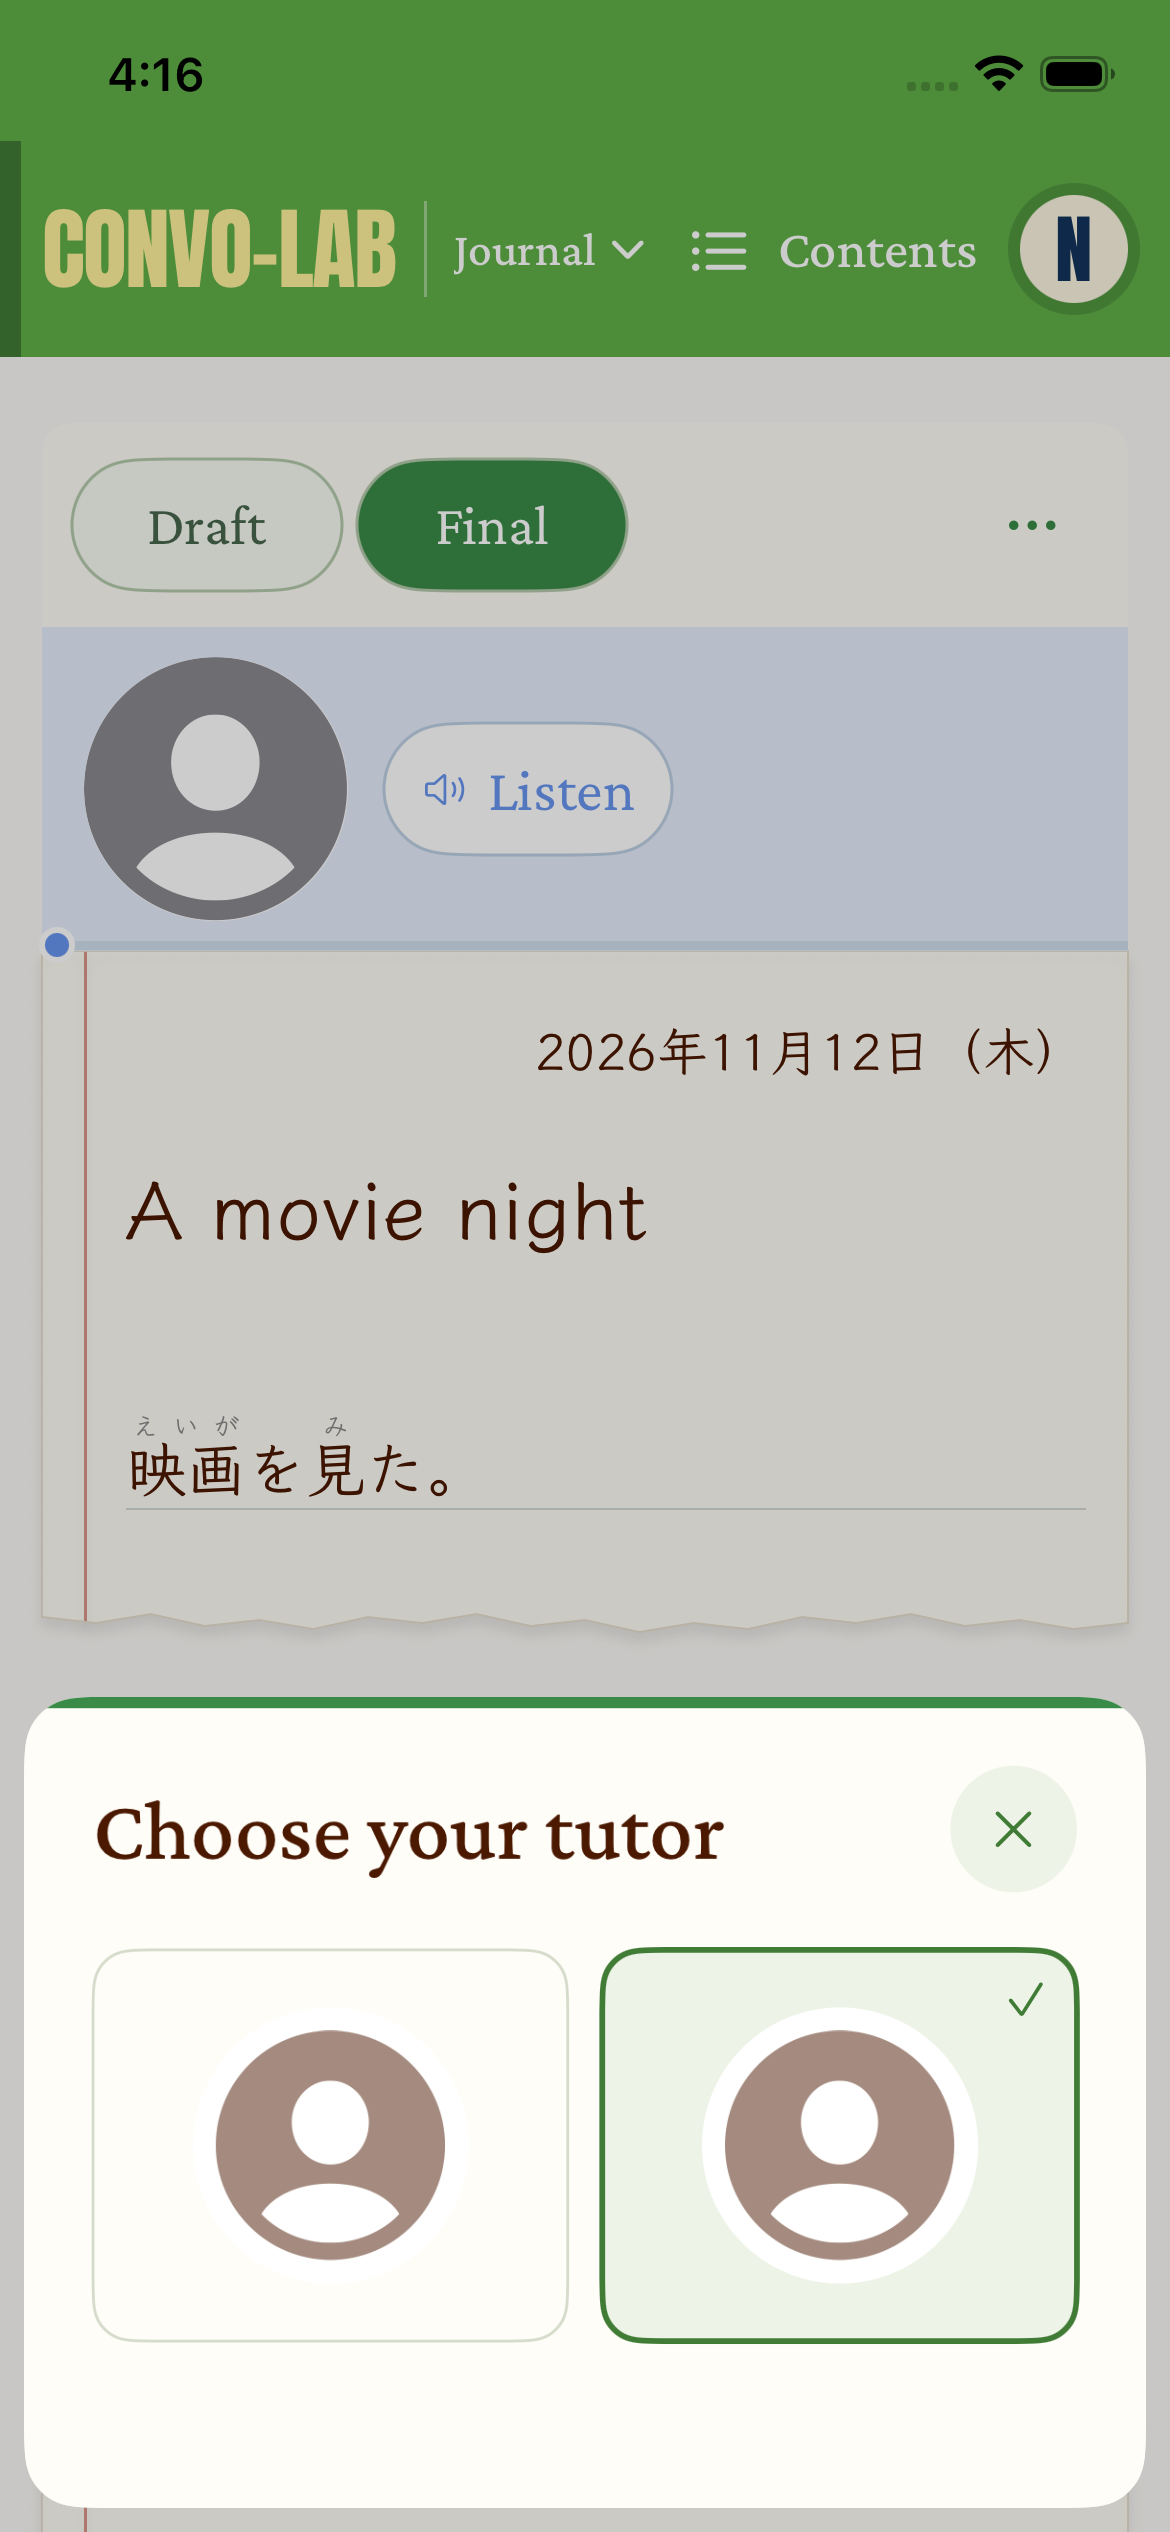 4:16
CONVO-LAB
Journal
Contents
N
Draft
Final
Listen
2026年11月12日（木）
A movie night
えいが み
映画を見た。
Choose your tutor